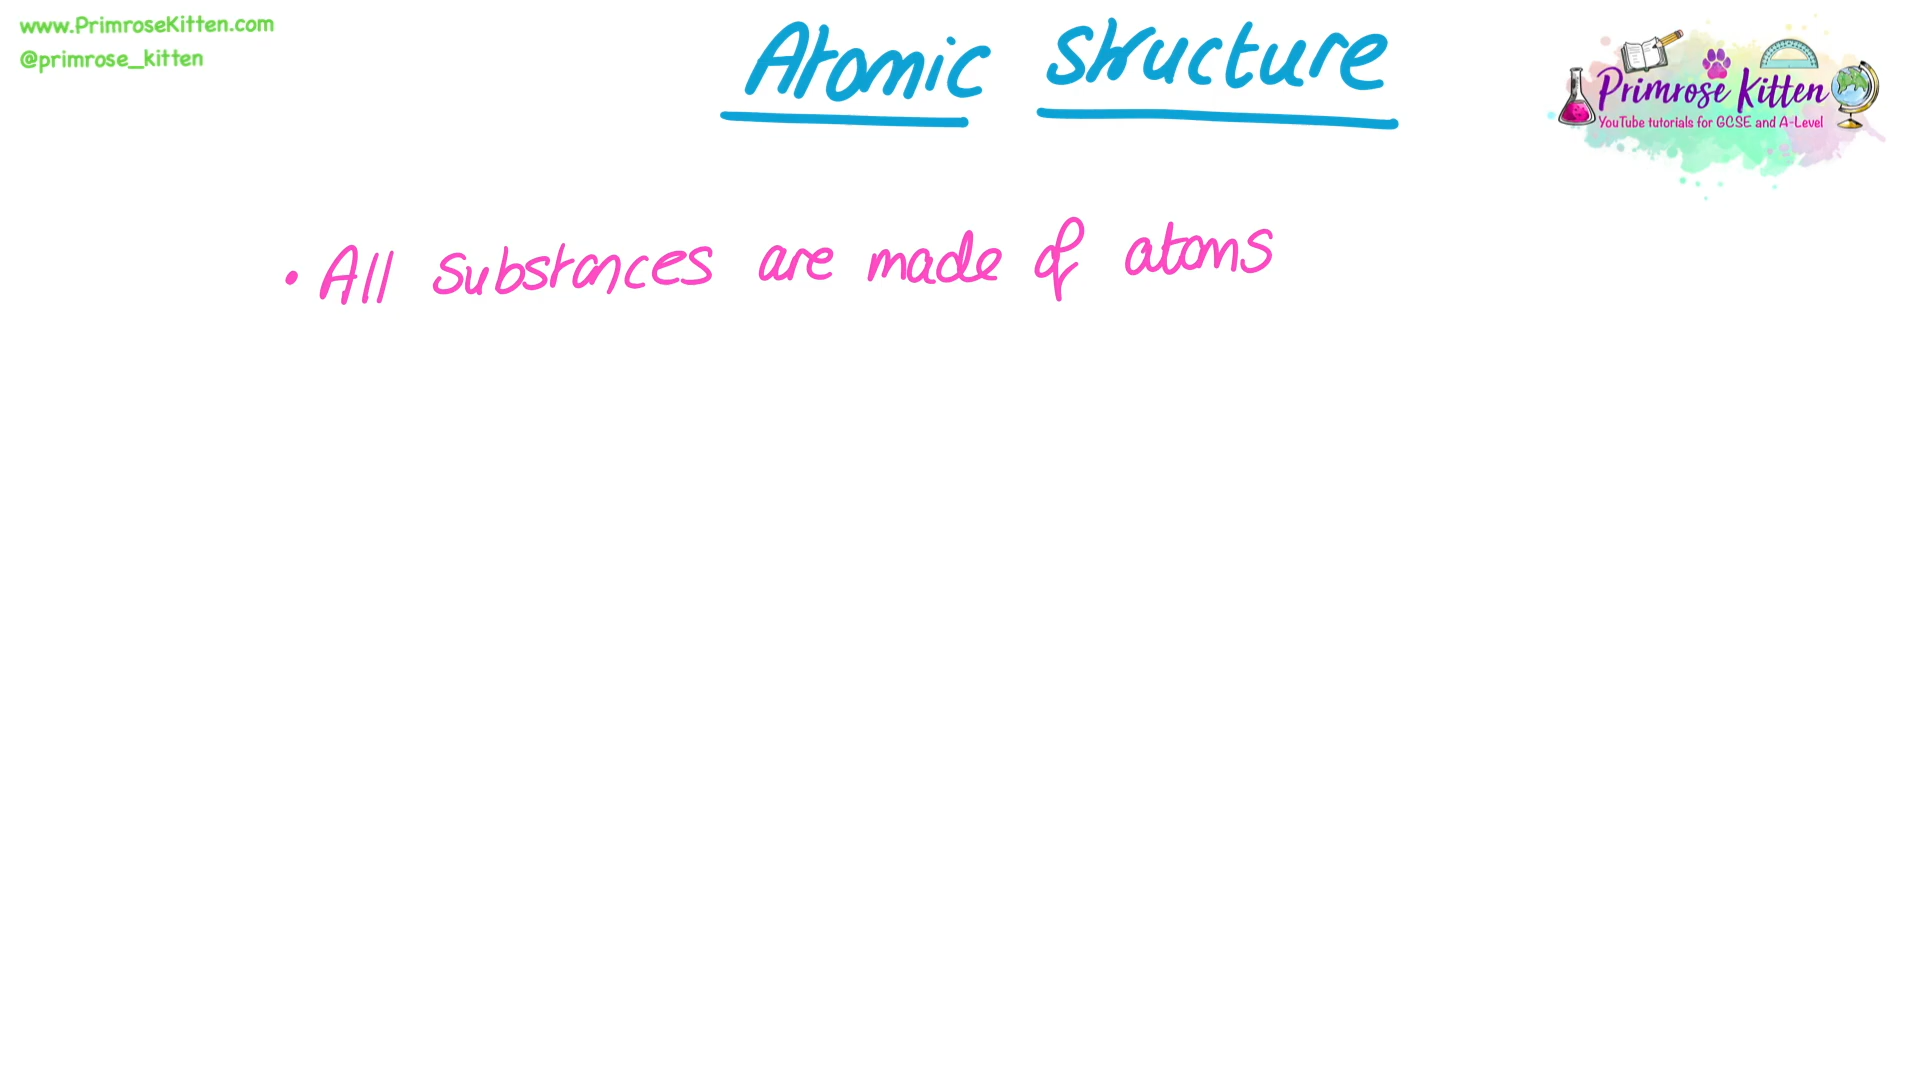 www.PrimroseKitten.com
@primrose_kitten
Atomic structure
Primrose Kitten
YouTube tutorials for GCSE and A-Level
• All substances are made of atoms